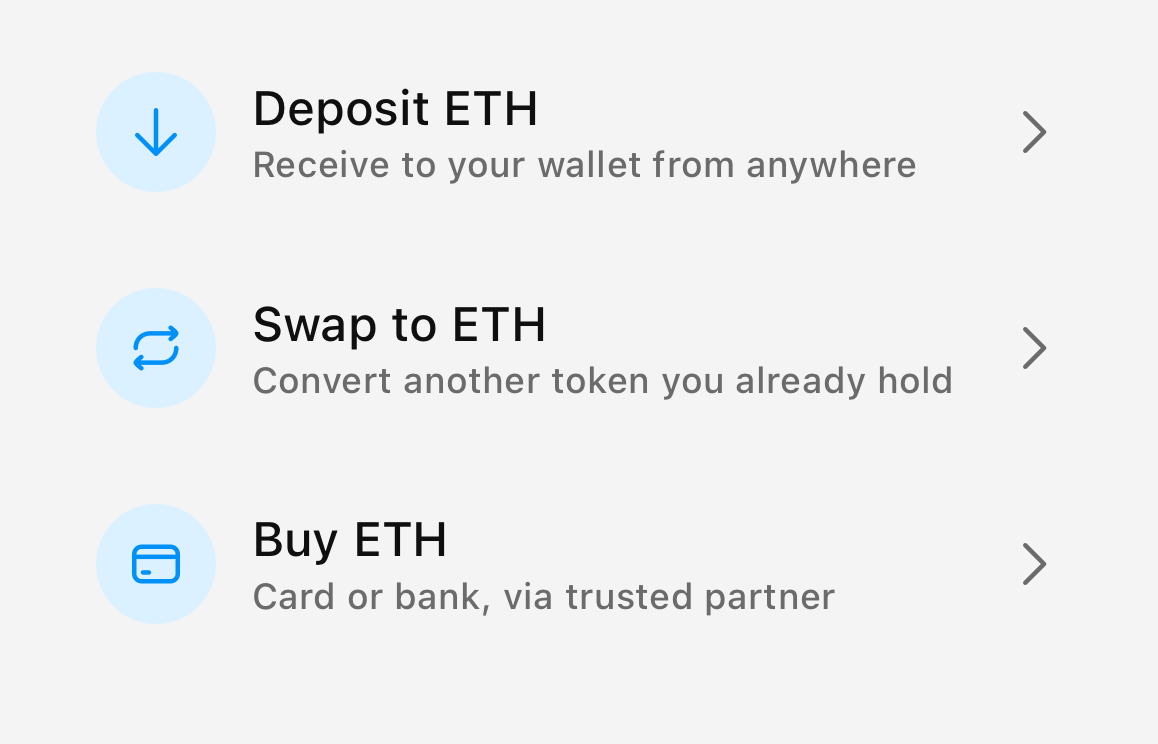 Deposit ETH
Receive to your wallet from anywhere
Swap to ETH
Convert another token you already hold
Buy ETH
Card or bank, via trusted partner